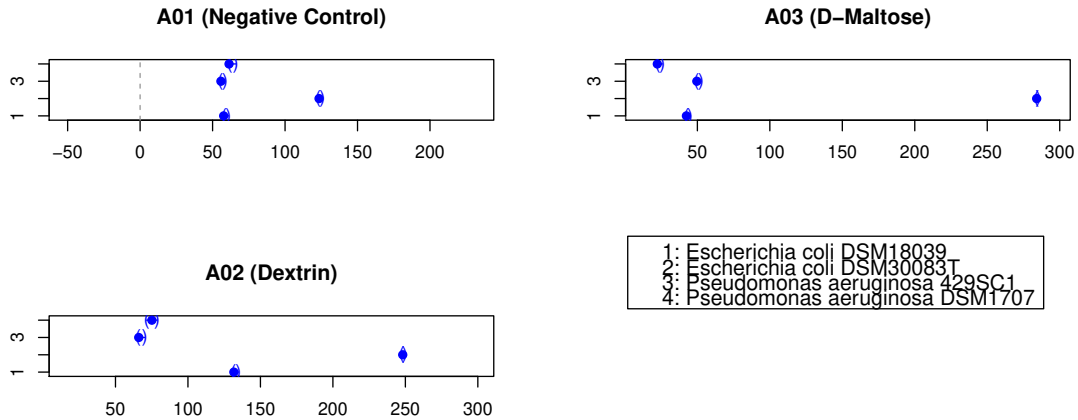 A01 (Negative Control)
3
1
−50 0 50 100 150 200
A03 (D−Maltose)
3
1
50 100 150 200 250 300
A02 (Dextrin)
3
1
50 100 150 200 250 300
1: Escherichia coli DSM18039
2: Escherichia coli DSM30083T
3: Pseudomonas aeruginosa 429SC1
4: Pseudomonas aeruginosa DSM1707